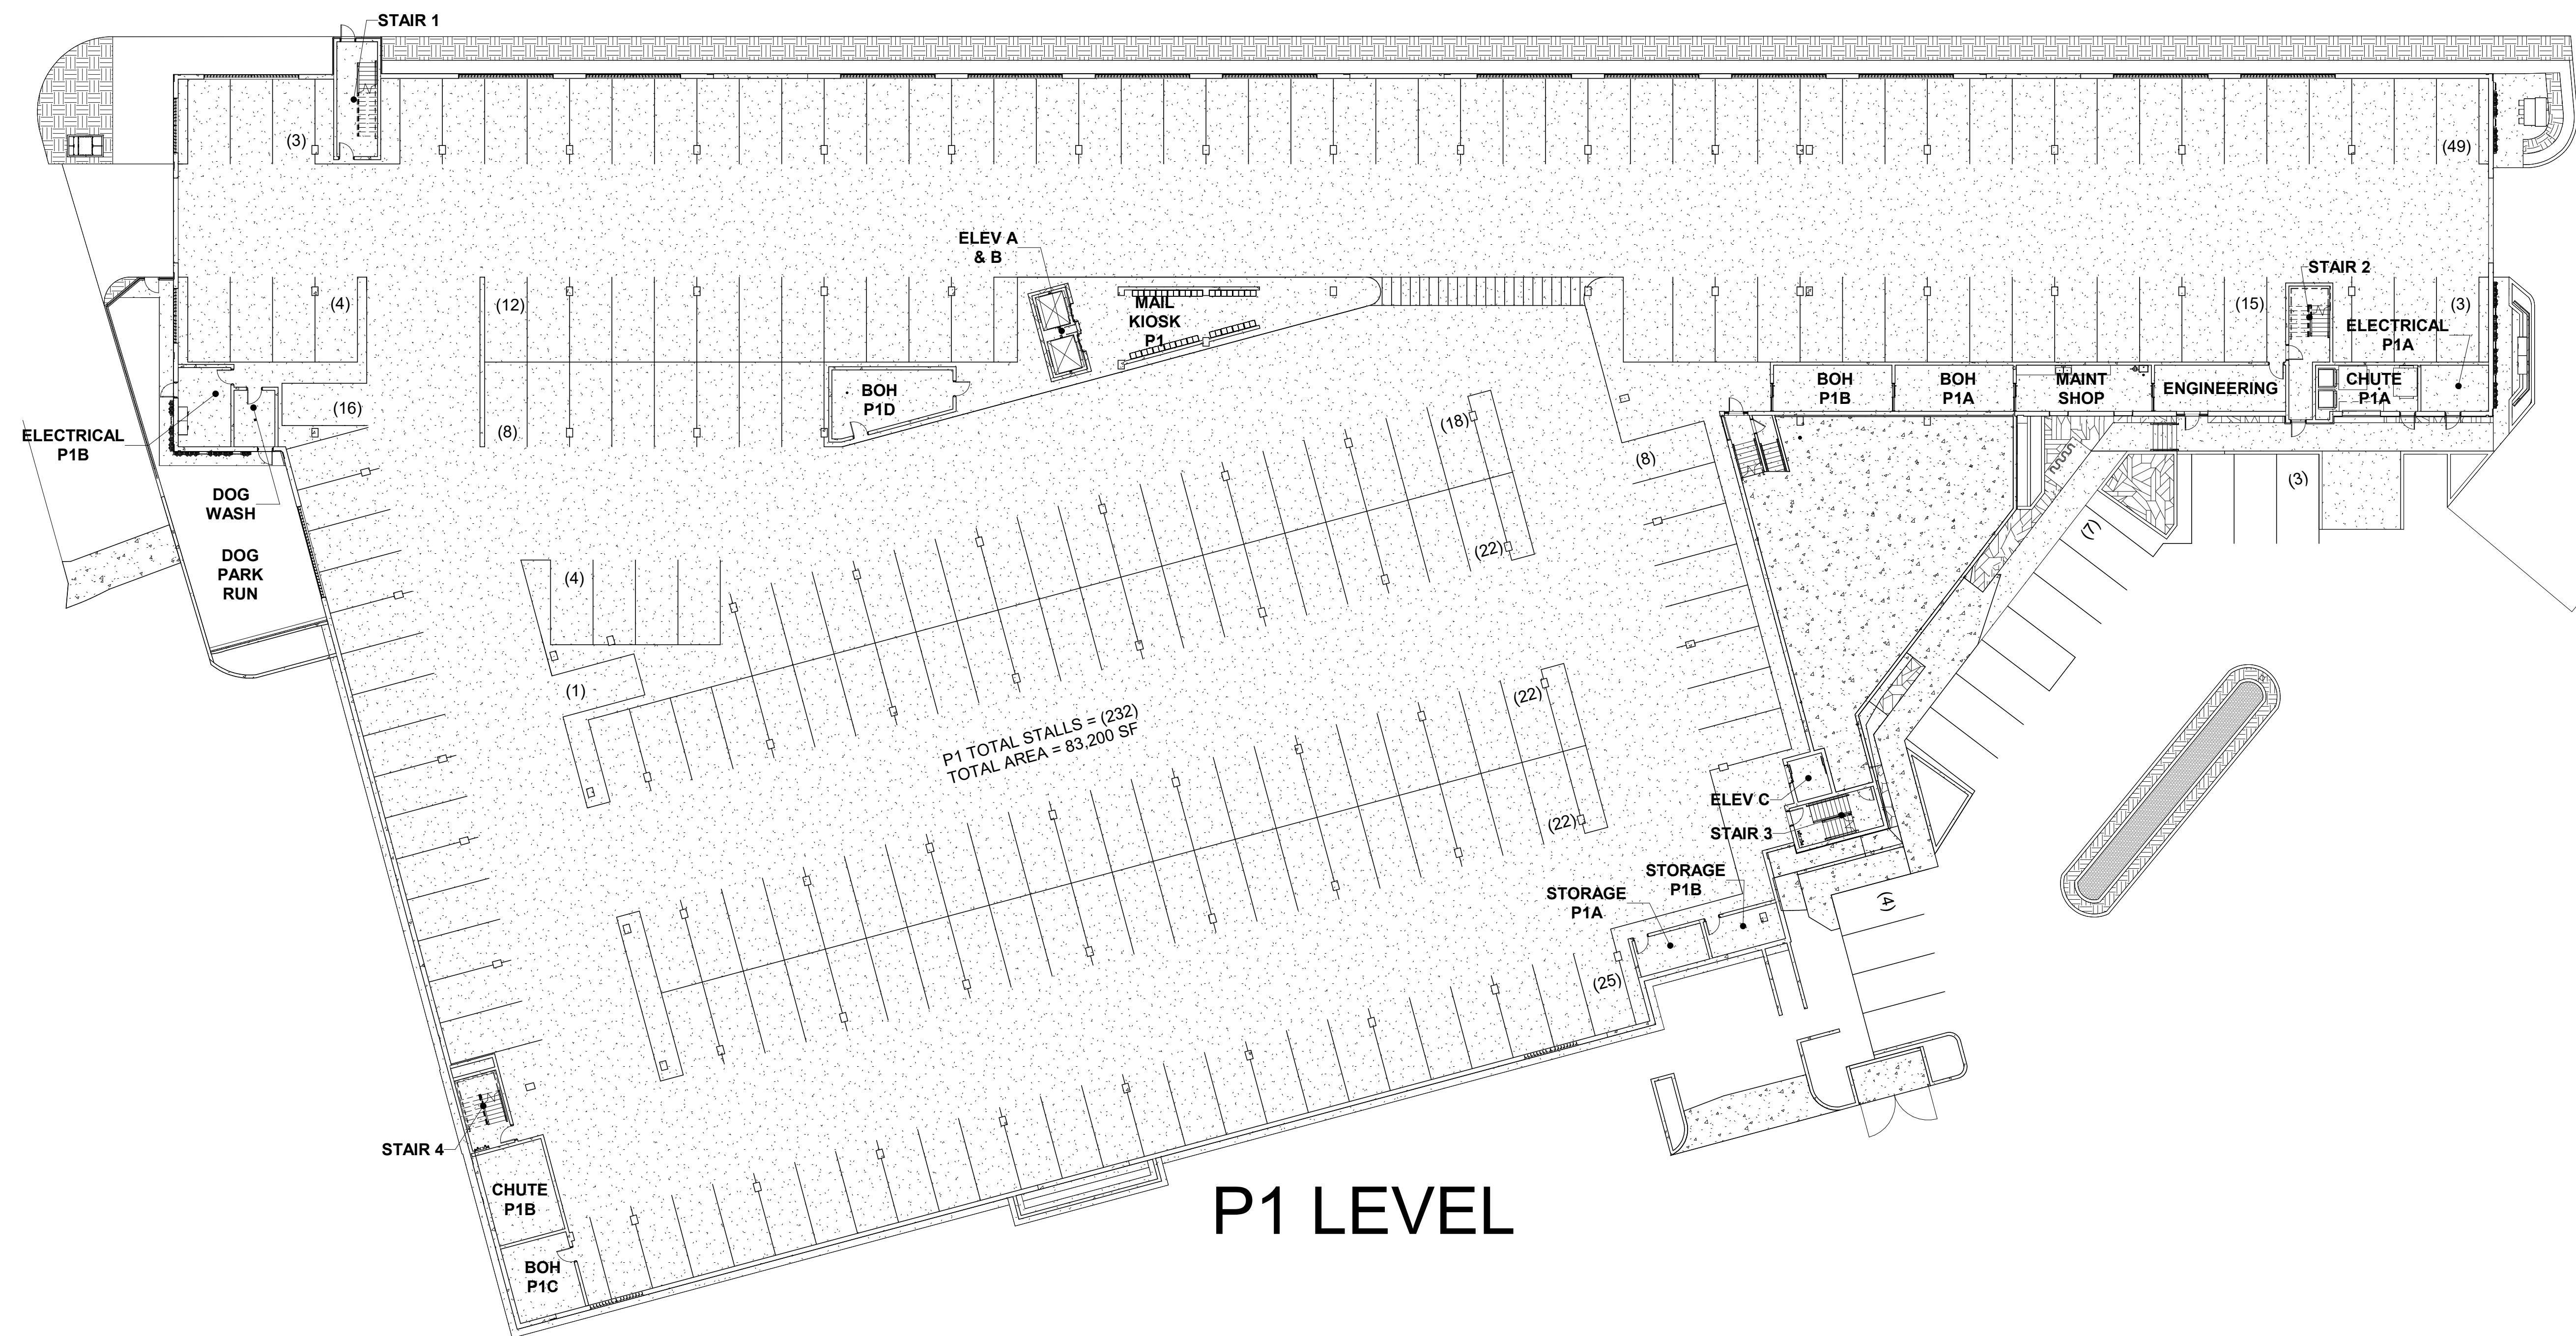 STAIR 1
(3)
(49)
ELEV A
& B
STAIR 2
(4)
(12)
MAIL
KIOSK
P1
(15)
(3)
ELECTRICAL
P1A
BOH
P1D
BOH
P1B
BOH
P1A
MAINT
SHOP
ENGINEERING
CHUTE
P1A
(16)
(8)
(18)
(8)
ELECTRICAL
P1B
DOG
WASH
(3)
(7)
DOG
PARK
RUN
(4)
(22)
(1)
(22)
P1 TOTAL STALLS = (232)
TOTAL AREA = 83,200 SF
(22)
ELEV C
STAIR 3
STORAGE
P1B
STORAGE
P1A
(4)
(25)
STAIR 4
CHUTE
P1B
BOH
P1C
P1 LEVEL